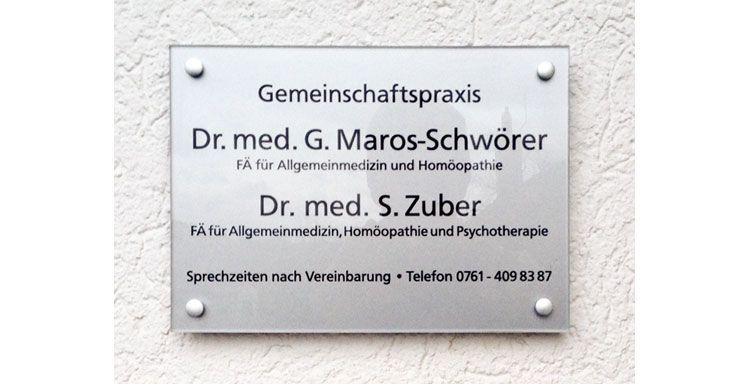 Gemeinschaftspraxis
Dr. med. G. Maros-Schwörer
FÄ für Allgemeinmedizin und Homöopathie
Dr. med. S. Zuber
FÄ für Allgemeinmedizin, Homöopathie und Psychotherapie
Sprechzeiten nach Vereinbarung • Telefon 0761 - 409 83 87